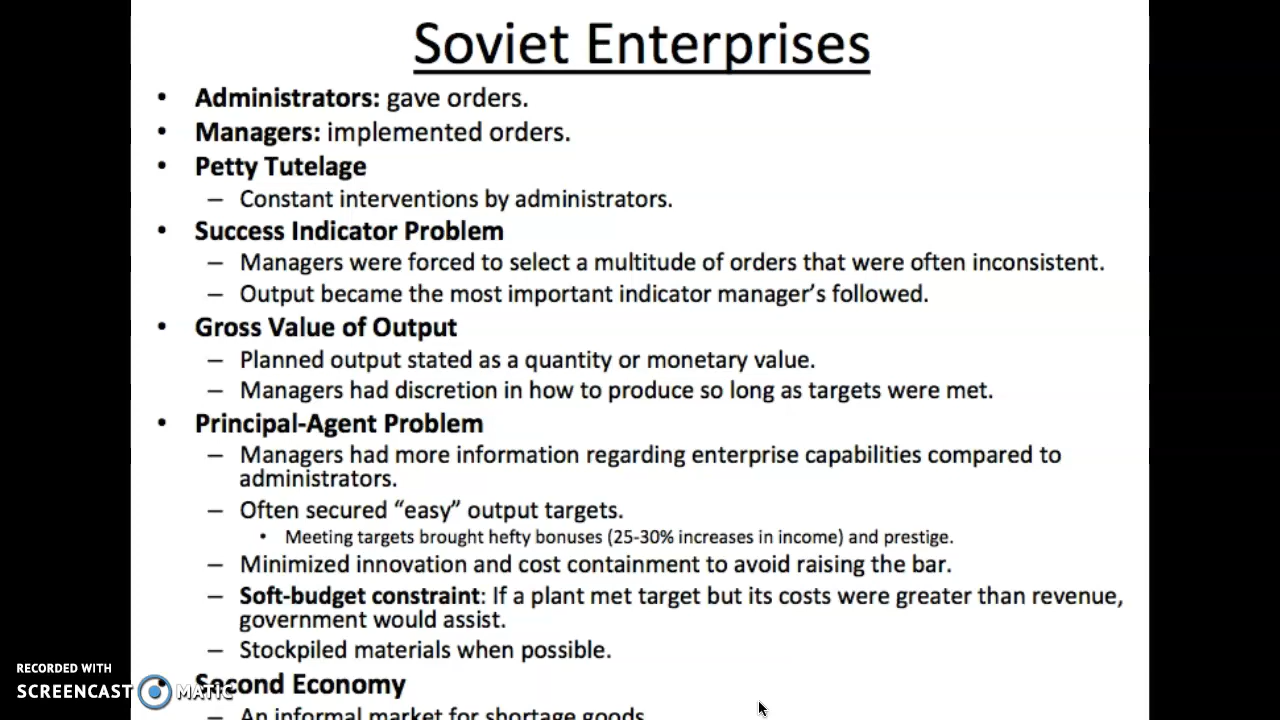 Soviet Enterprises
• Administrators: gave orders.
• Managers: implemented orders.
• Petty Tutelage
– Constant interventions by administrators.
• Success Indicator Problem
– Managers were forced to select a multitude of orders that were often inconsistent.
– Output became the most important indicator manager's followed.
• Gross Value of Output
– Planned output stated as a quantity or monetary value.
– Managers had discretion in how to produce so long as targets were met.
• Principal-Agent Problem
– Managers had more information regarding enterprise capabilities compared to
administrators.
– Often secured “easy” output targets.
• Meeting targets brought hefty bonuses (25-30% increases in income) and prestige.
– Minimized innovation and cost containment to avoid raising the bar.
– Soft-budget constraint: If a plant met target but its costs were greater than revenue,
government would assist.
– Stockpiled materials when possible.
Second Economy
– An informal market for shortage goods
RECORDED WITH
SCREENCAST MATIC